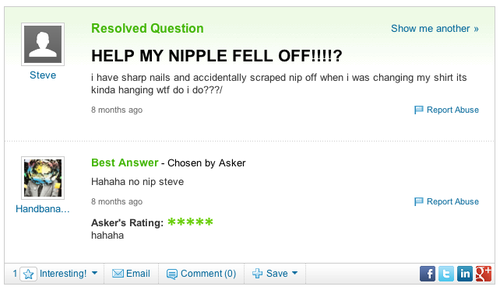 Resolved Question
Show me another »
HELP MY NIPPLE FELL OFF!!!!?
i have sharp nails and accidentally scraped nip off when i was changing my shirt its
kinda hanging wtf do i do???/
8 months ago
Report Abuse
Steve
Best Answer - Chosen by Asker
Hahaha no nip steve
8 months ago
Report Abuse
Handbana...
Asker's Rating: *****
hahaha
1 Interesting! Email Comment (0) Save
f t in g+1